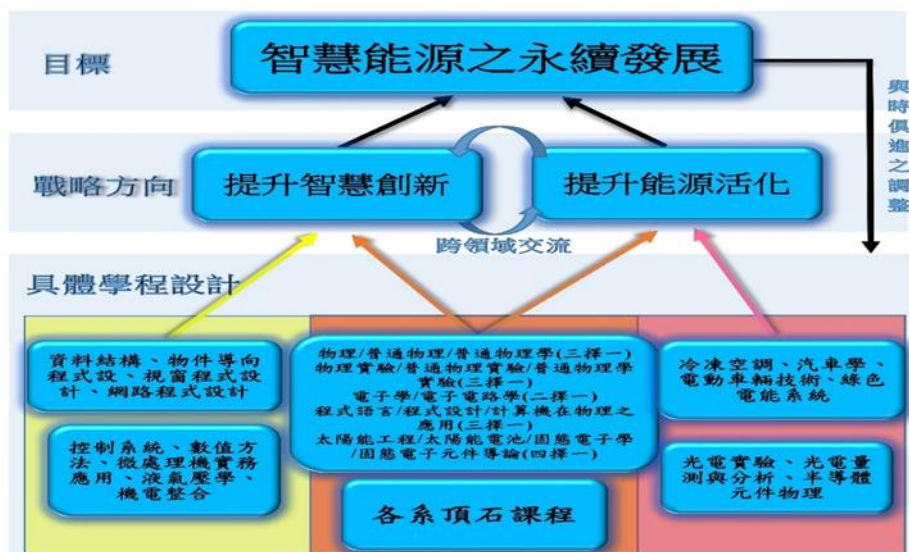 目標
智慧能源之永續發展
與時俱進之調整
戰略方向
提升智慧創新
提升能源活化
跨領域交流
具體學程設計
資料結構、物件導向
程式設、視窗程式設
計、網路程式設計
控制系統、數值方
法、微處理機實務
應用、液氣壓學、
機電整合
物理/普通物理/普通物理學(三擇一)
物理實驗/普通物理實驗/普通物理學
實驗(三擇一)
電子學/電子電路學(二擇一)
程式語言/程式設計/計算機在物理之
應用(三擇一)
太陽能工程/太陽能電池/固態電子學
/固態電子元件導論(四擇一)
各系頂石課程
冷凍空調、汽車學、
電動車輛技術、綠色
電能系統
光電實驗、光電量
測與分析、半導體
元件物理